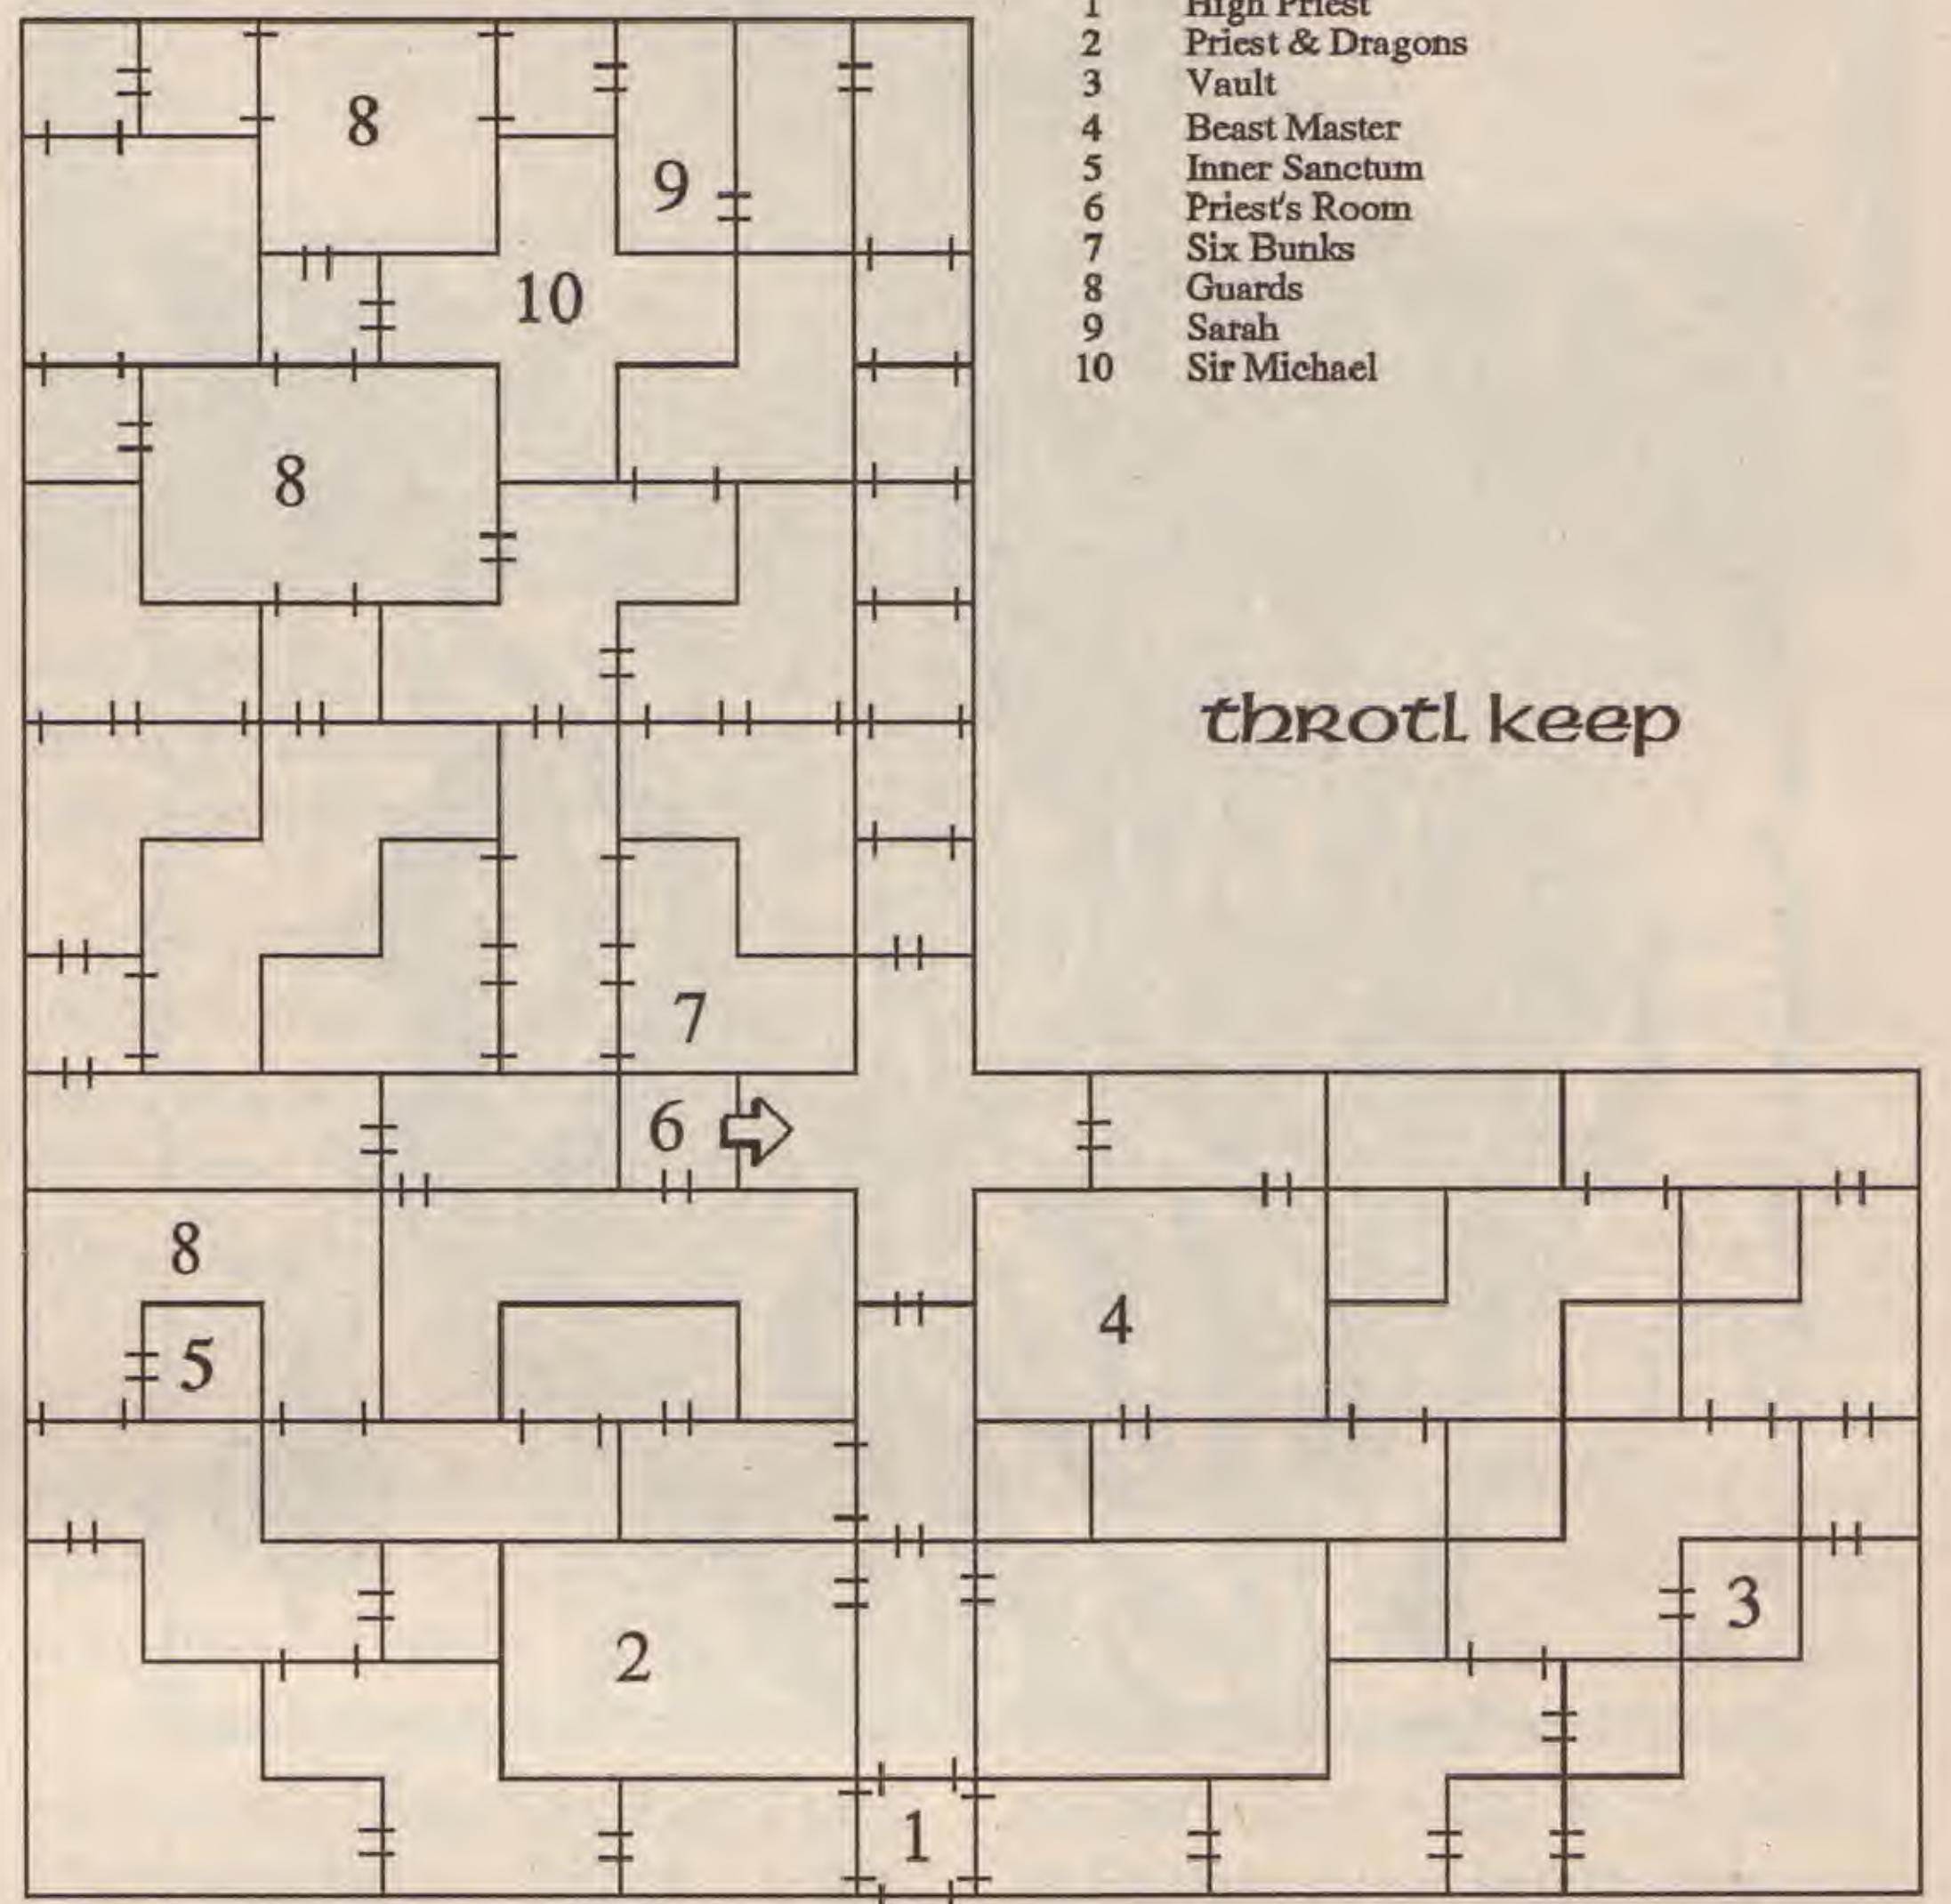 1 High Priest
2 Priest & Dragons
3 Vault
4 Beast Master
5 Inner Sanctum
6 Priest's Room
7 Six Bunks
8 Guards
9 Sarah
10 Sir Michael
throtl keep
8
9
10
8
7
6
8
4
5
3
2
1